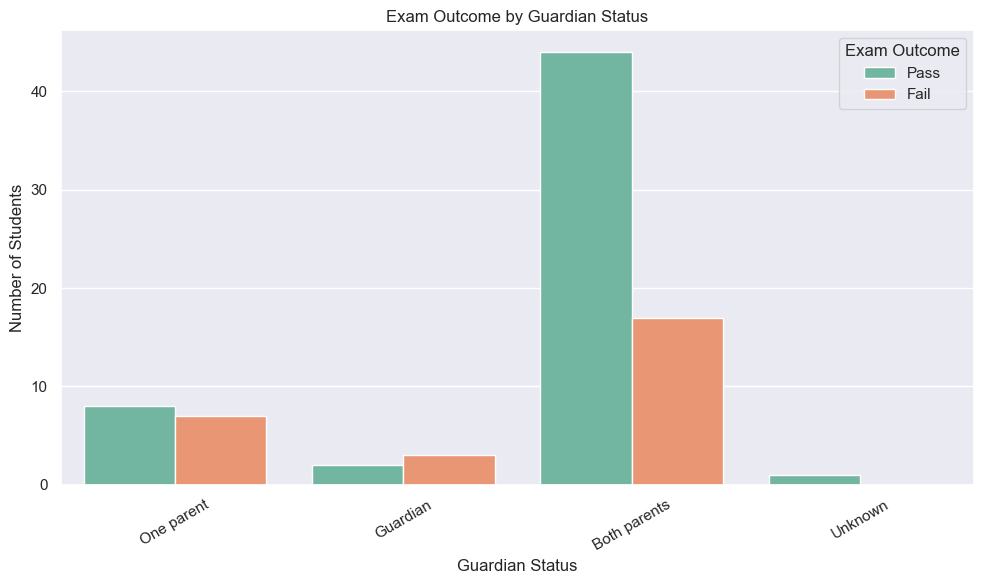 Exam Outcome by Guardian Status
Exam Outcome
Pass
Fail
Number of Students
40
30
20
10
0
One parent
Guardian
Both parents
Unknown
Guardian Status